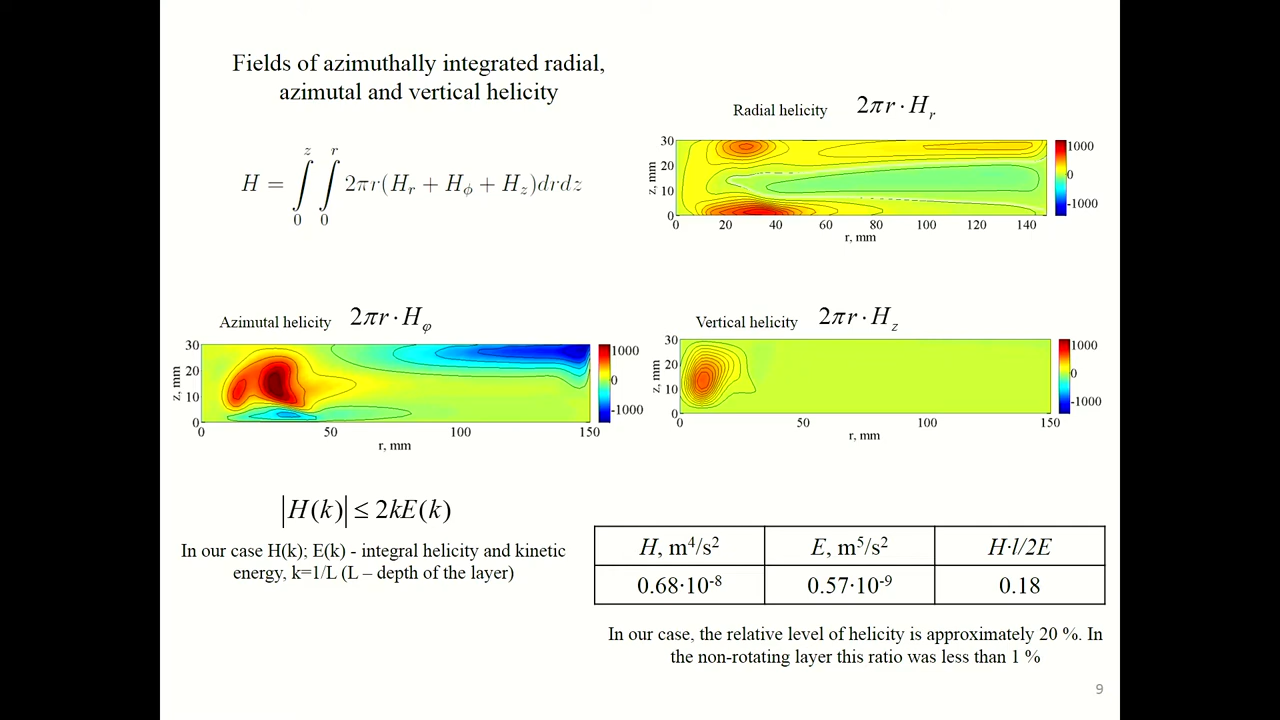 Fields of azimuthally integrated radial,
azimutal and vertical helicity
H = ∫₀ᶻ ∫₀ʳ 2πr(H_r + H_ϕ + H_z)drdz
Radial helicity 2πr · H_r
30
20
10
0
z, mm
0 20 40 60 80 100 120 140
r, mm
1000
0
-1000
Azimutal helicity 2πr · H_φ
30
20
10
0
z, mm
0 50 100 150
r, mm
1000
0
-1000
Vertical helicity 2πr · H_z
30
20
10
0
z, mm
0 50 100 150
r, mm
1000
0
-1000
|H(k)| ≤ 2kE(k)
In our case H(k); E(k) - integral helicity and kinetic
energy, k=1/L (L – depth of the layer)
H, m⁴/s² E, m⁵/s² H·l/2E
0.68·10⁻⁸ 0.57·10⁻⁹ 0.18
In our case, the relative level of helicity is approximately 20 %. In
the non-rotating layer this ratio was less than 1 %
9